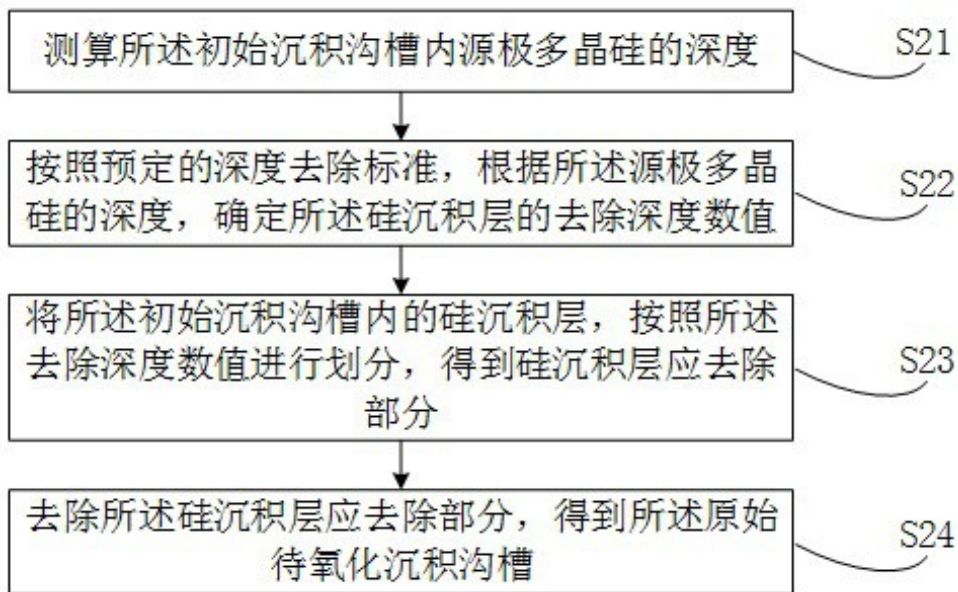 测算所述初始沉积沟槽内源极多晶硅的深度
S21
按照预定的深度去除标准，根据所述源极多晶
硅的深度，确定所述硅沉积层的去除深度数值
S22
将所述初始沉积沟槽内的硅沉积层，按照所述
去除深度数值进行划分，得到硅沉积层应去除
部分
S23
去除所述硅沉积层应去除部分，得到所述原始
待氧化沉积沟槽
S24